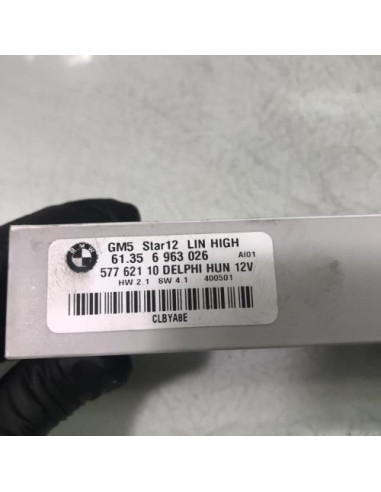 BMW
GM5 Star12 LIN HIGH
61.35 6 963 026 AI01
577 621 10 DELPHI HUN 12V
HW 2.1 SW 4.1 400501
CLBYA8E